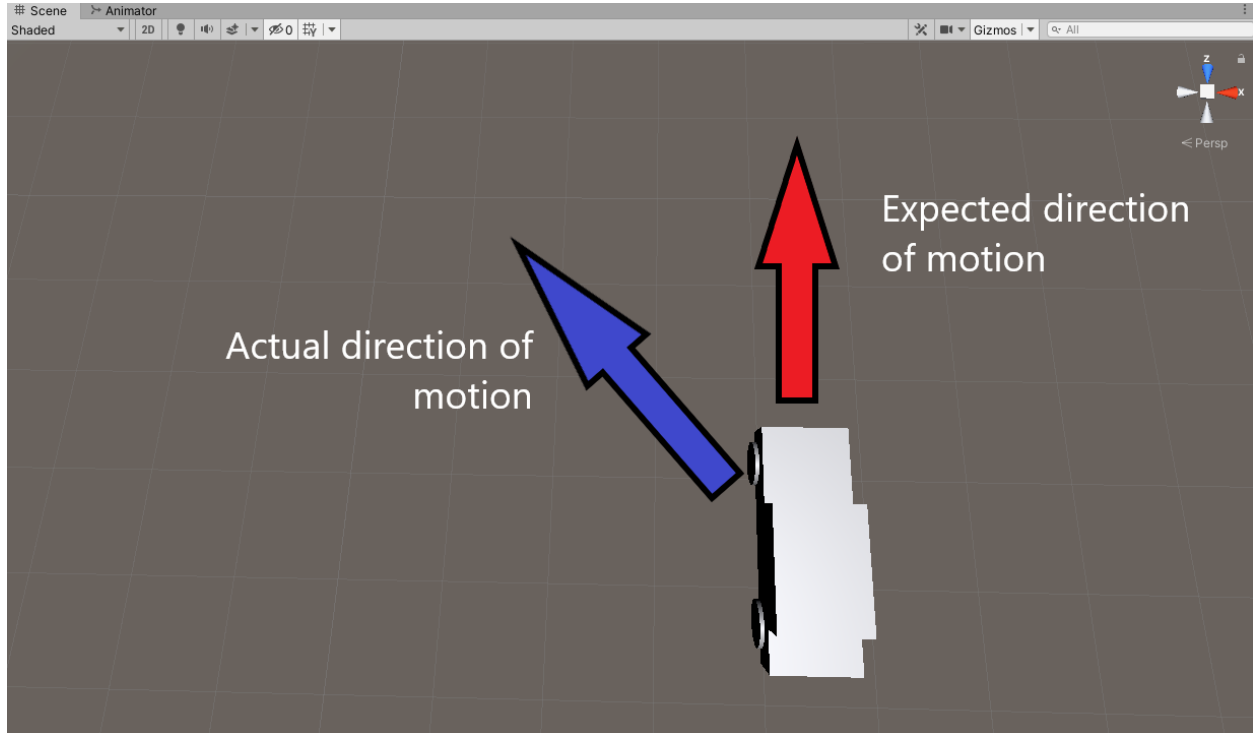 Scene Animator
Shaded 2D 0 Gizmos All
z
x
Persp
Expected direction
of motion
Actual direction of
motion